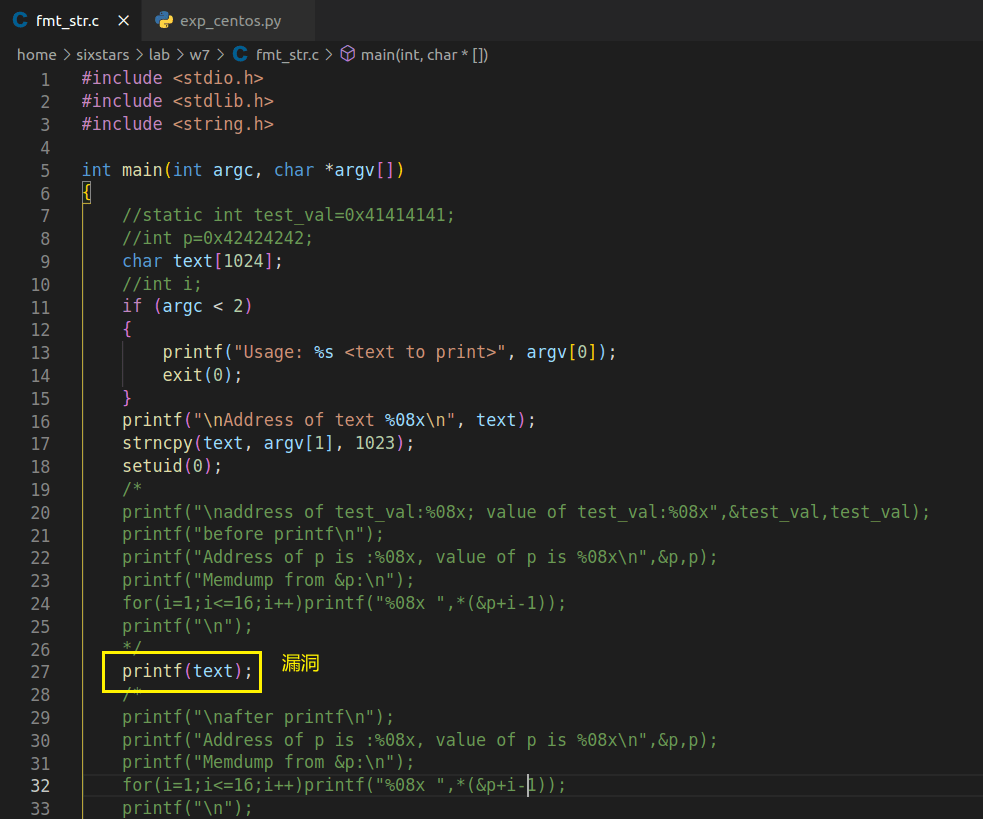 fmt_str.c × exp_centos.py
home > sixstars > lab > w7 > C fmt_str.c > main(int, char * [])
1 #include <stdio.h>
2 #include <stdlib.h>
3 #include <string.h>
4
5 int main(int argc, char *argv[])
6 {
7 //static int test_val=0x41414141;
8 //int p=0x42424242;
9 char text[1024];
10 //int i;
11 if (argc < 2)
12 {
13 printf("Usage: %s <text to print>", argv[0]);
14 exit(0);
15 }
16 printf("\nAddress of text %08x\n", text);
17 strncpy(text, argv[1], 1023);
18 setuid(0);
19 /*
20 printf("\naddress of test_val:%08x; value of test_val:%08x",&test_val,test_val);
21 printf("before printf\n");
22 printf("Address of p is :%08x, value of p is %08x\n",&p,p);
23 printf("Memdump from &p:\n");
24 for(i=1;i<=16;i++)printf("%08x ",*(&p+i-1));
25 printf("\n");
26 */
27 printf(text); 漏洞
28 /*
29 printf("\nafter printf\n");
30 printf("Address of p is :%08x, value of p is %08x\n",&p,p);
31 printf("Memdump from &p:\n");
32 for(i=1;i<=16;i++)printf("%08x ",*(&p+i-1));
33 printf("\n");